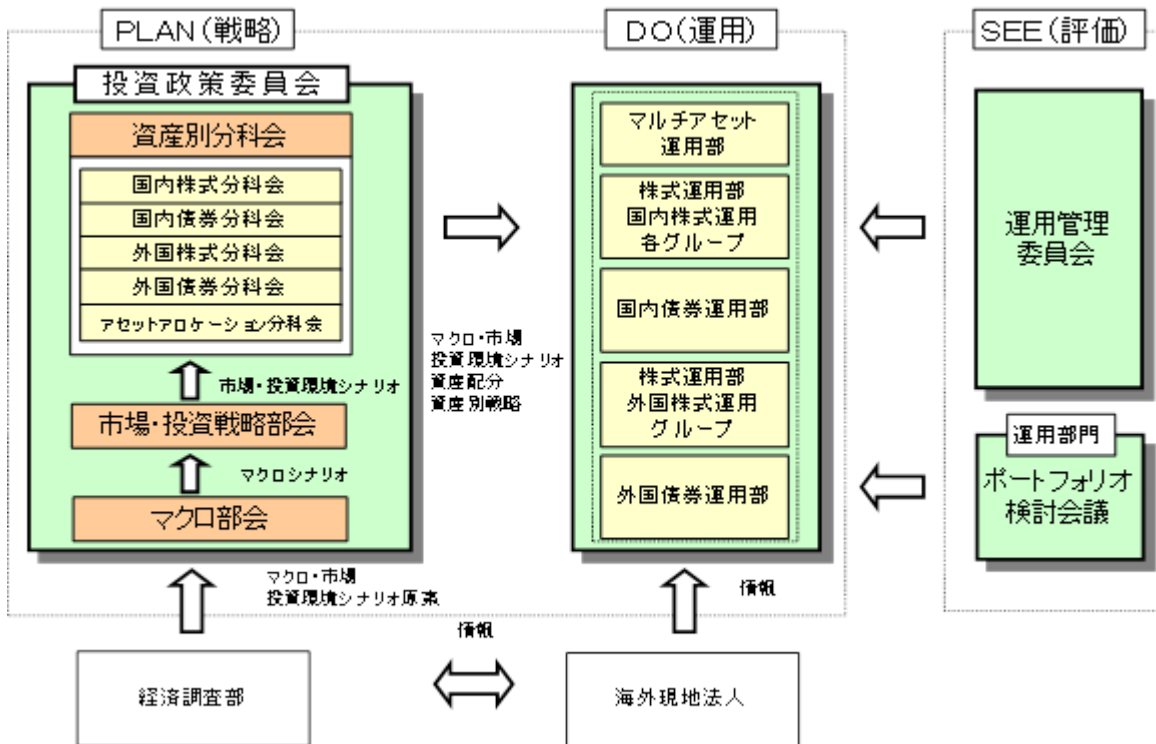 PLAN(戦略)
投資政策委員会
資産別分科会
国内株式分科会
国内債券分科会
外国株式分科会
外国債券分科会
アセットアロケーション分科会
市場・投資環境シナリオ
市場・投資戦略部会
マクロシナリオ
マクロ部会
マクロ・市場
投資環境シナリオ原案
経済調査部
マクロ・市場
投資環境シナリオ
資産配分
資産別戦略
情報
DO(運用)
マルチアセット
運用部
株式運用部
国内株式運用
各グループ
国内債券運用部
株式運用部
外国株式運用
グループ
外国債券運用部
情報
海外現地法人
SEE(評価)
運用管理
委員会
運用部門
ポートフォリオ
検討会議